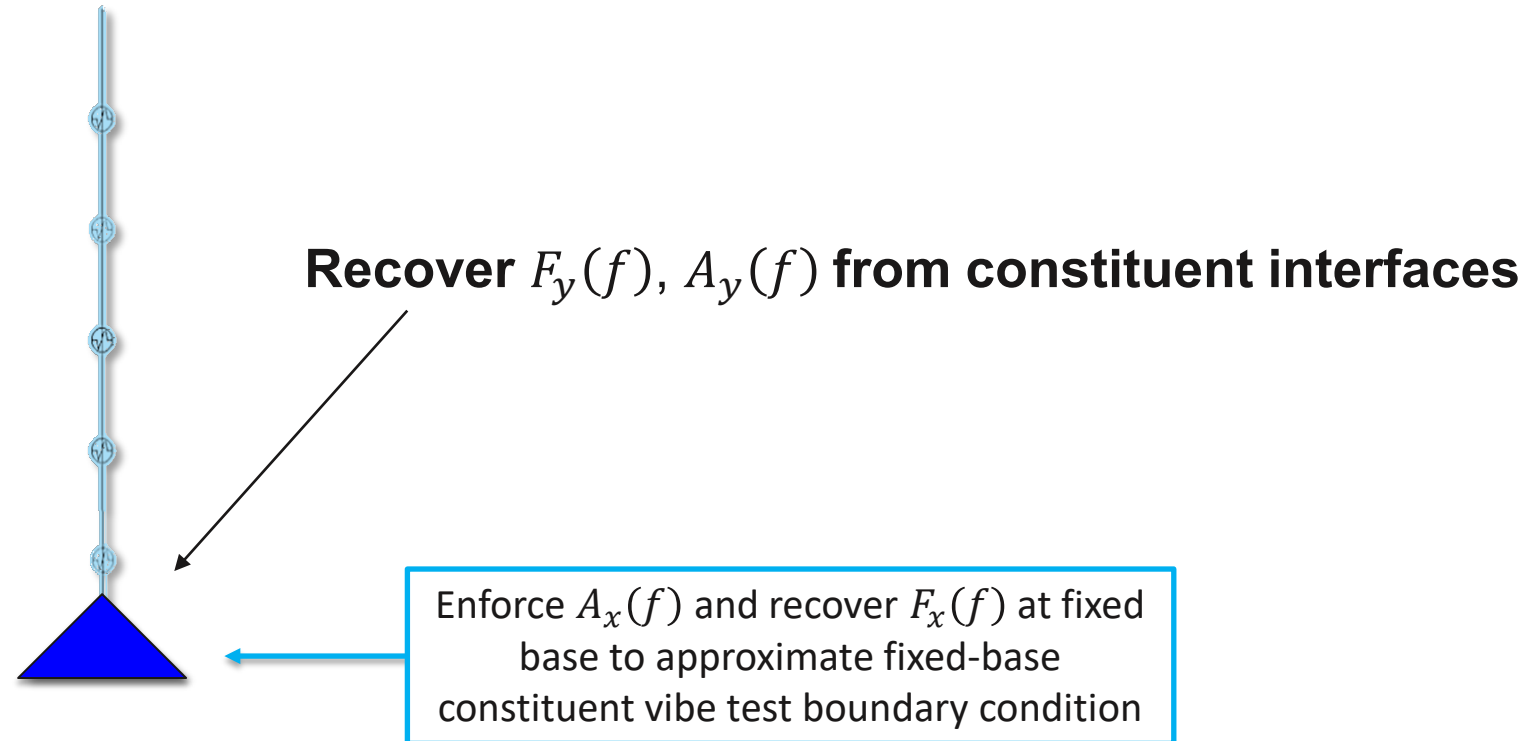 Recover F_y(f), A_y(f) from constituent interfaces
Enforce A_x(f) and recover F_x(f) at fixed
base to approximate fixed-base
constituent vibe test boundary condition